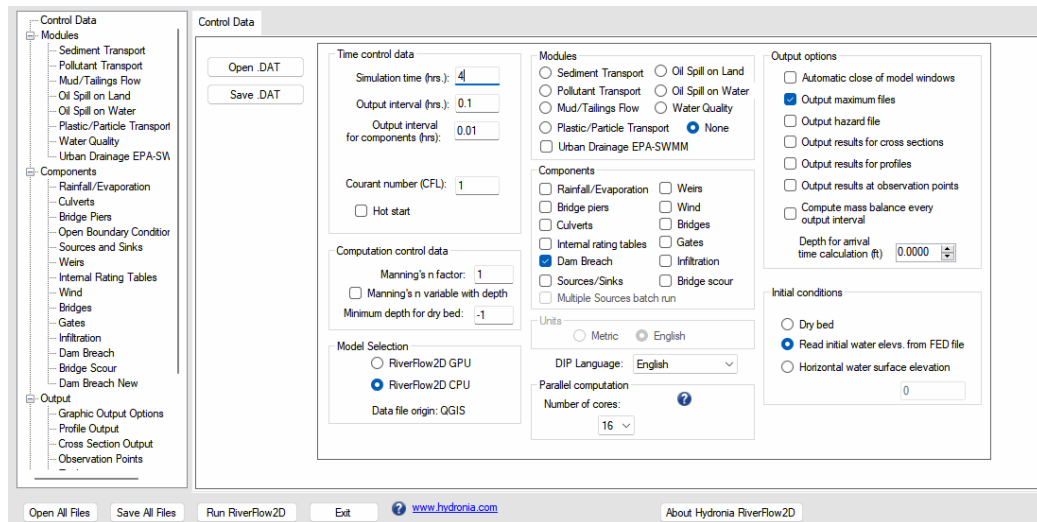 Control Data
Modules
Sediment Transport
Pollutant Transport
Mud/Tailings Flow
Oil Spill on Land
Oil Spill on Water
Plastic/Particle Transport
Water Quality
Urban Drainage EPA-SW
Components
Rainfall/Evaporation
Culverts
Bridge Piers
Open Boundary Condition
Sources and Sinks
Weirs
Internal Rating Tables
Wind
Bridges
Gates
Infiltration
Dam Breach
Bridge Scour
Dam Breach New
Output
Graphic Output Options
Profile Output
Cross Section Output
Observation Points
Control Data
Open .DAT
Save .DAT
Time control data
Simulation time (hrs.): 4
Output interval (hrs.): 0.1
Output interval
for components (hrs): 0.01
Courant number (CFL): 1
Hot start
Computation control data
Manning's n factor: 1
Manning's n variable with depth
Minimum depth for dry bed: -1
Model Selection
RiverFlow2D GPU
RiverFlow2D CPU
Data file origin: QGIS
Modules
Sediment Transport Oil Spill on Land
Pollutant Transport Oil Spill on Water
Mud/Tailings Flow Water Quality
Plastic/Particle Transport None
Urban Drainage EPA-SWMM
Components
Rainfall/Evaporation Weirs
Bridge piers Wind
Culverts Bridges
Internal rating tables Gates
Dam Breach Infiltration
Sources/Sinks Bridge scour
Multiple Sources batch run
Units
Metric English
DIP Language: English
Parallel computation
Number of cores: ?
16
Output options
Automatic close of model windows
Output maximum files
Output hazard file
Output results for cross sections
Output results for profiles
Output results at observation points
Compute mass balance every
output interval
Depth for arrival
time calculation (ft) 0.0000
Initial conditions
Dry bed
Read initial water elevs. from FED file
Horizontal water surface elevation
0
Open All Files Save All Files Run RiverFlow2D Exit ? www.hydronia.com About Hydronia RiverFlow2D